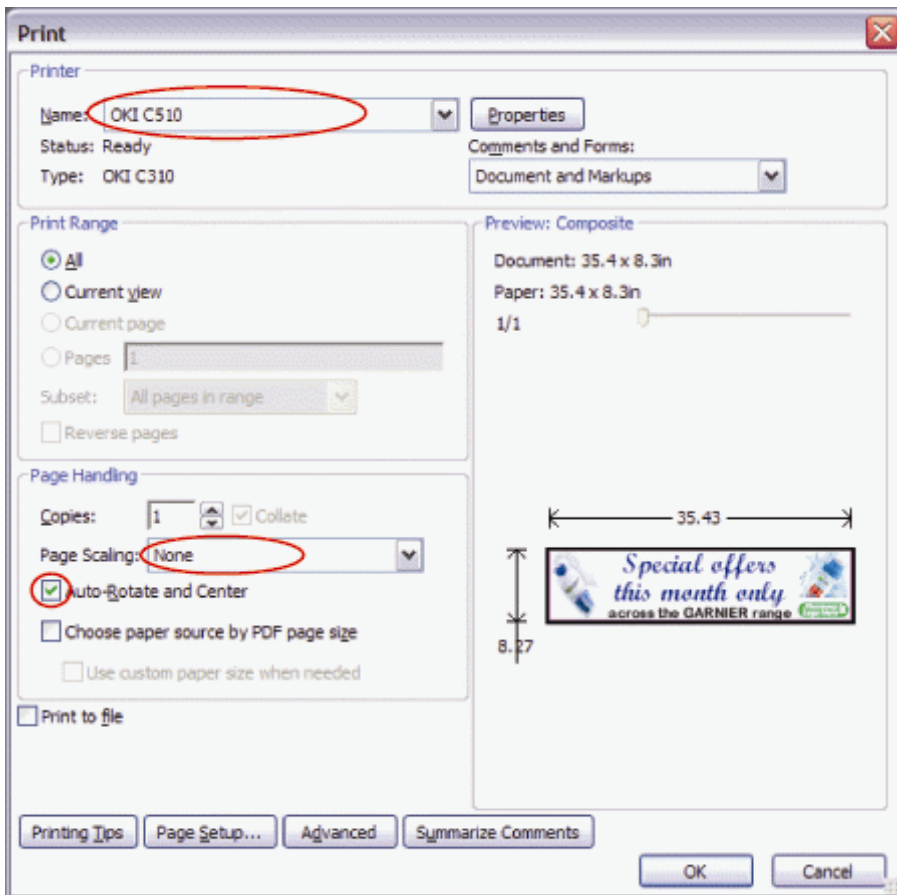 Print
Printer
Name: OKI C510
Properties
Status: Ready
Comments and Forms:
Type: OKI C310
Document and Markups
Print Range
All
Current view
Current page
Pages 1
Subset: All pages in range
Reverse pages
Preview: Composite
Document: 35.4 x 8.3in
Paper: 35.4 x 8.3in
1/1
Page Handling
Copies: 1 Collate
Page Scaling: None
Auto-Rotate and Center
Choose paper source by PDF page size
Use custom paper size when needed
35.43
8.27
Special offers
this month only
across the GARNIER range
Print to file
Printing Tips
Page Setup...
Advanced
Summarize Comments
OK
Cancel